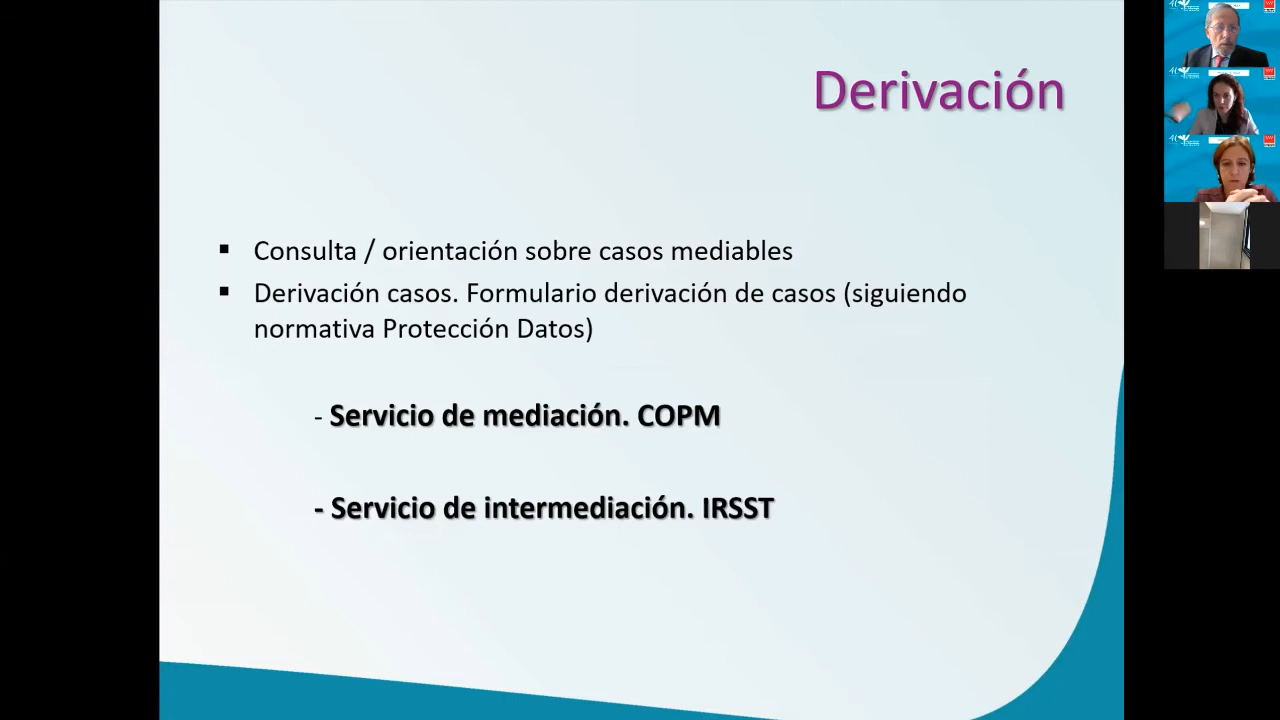 Derivación
▪ Consulta / orientación sobre casos mediables
▪ Derivación casos. Formulario derivación de casos (siguiendo
normativa Protección Datos)
- Servicio de mediación. COPM
- Servicio de intermediación. IRSST